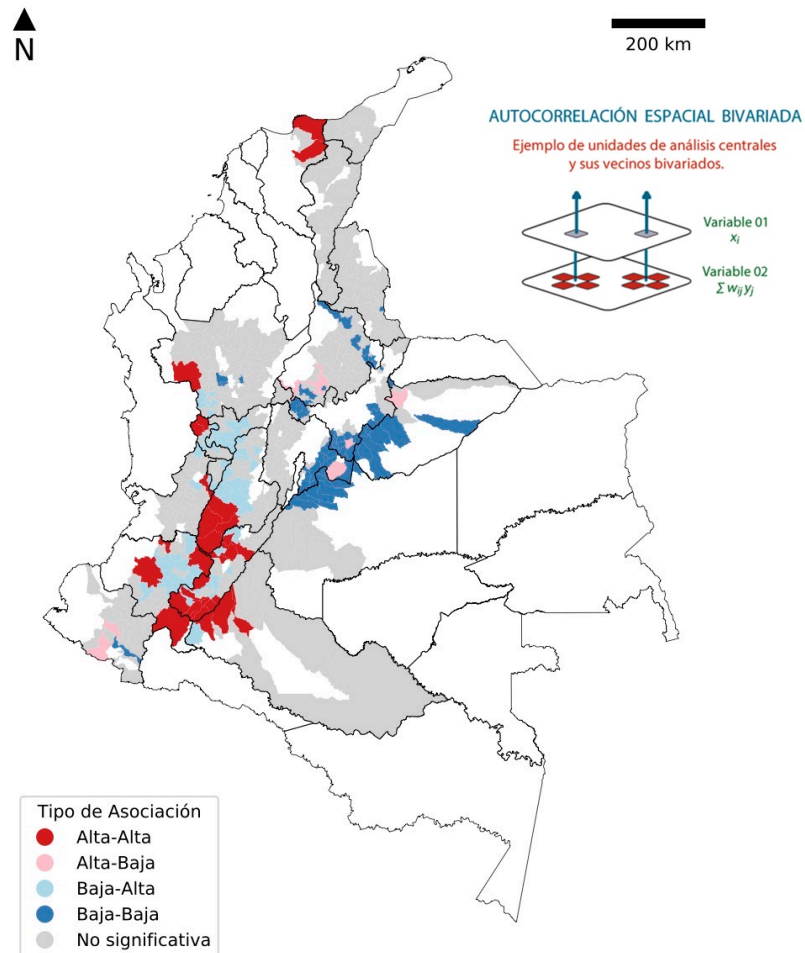 N
200 km
AUTOCORRELACIÓN ESPACIAL BIVARIADA
Ejemplo de unidades de análisis centrales
y sus vecinos bivariados.
Variable 01
xᵢ
Variable 02
Σ wᵢⱼ yⱼ
Tipo de Asociación
Alta-Alta
Alta-Baja
Baja-Alta
Baja-Baja
No significativa